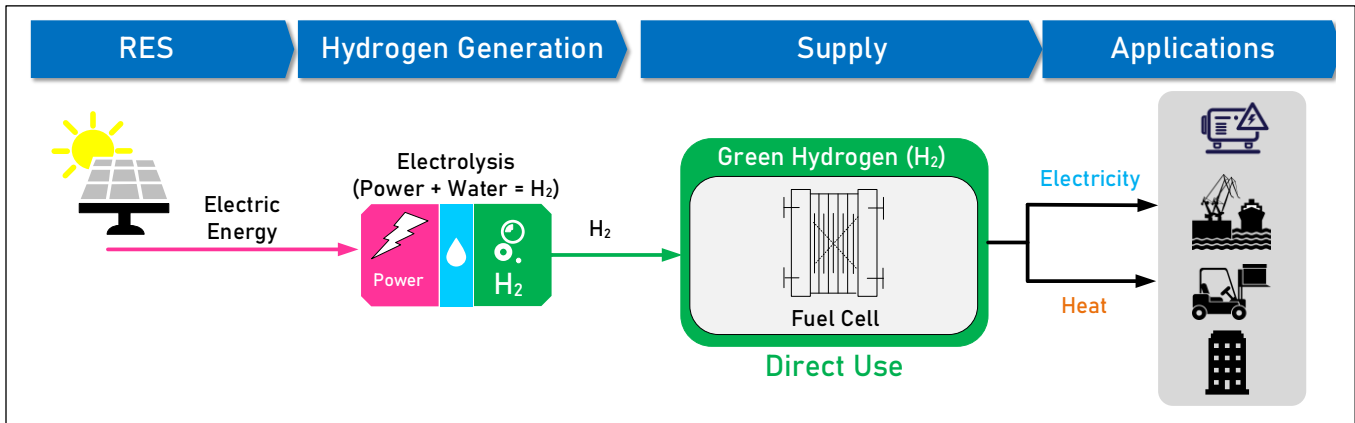 RES
Hydrogen Generation
Supply
Applications
Electric
Energy
Electrolysis
(Power + Water = H₂)
Power
H₂
H₂
Green Hydrogen (H₂)
Fuel Cell
Direct Use
Electricity
Heat